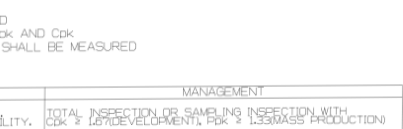 D
pk AND Cpk
SHALL BE MEASURED
MANAGEMENT
TOTAL INSPECTION OR SAMPLING INSPECTION WITH
ILITY. Cpk ≥ 1.67(DEVELOPMENT), Ppk ≥ 1.33(MASS PRODUCTION)